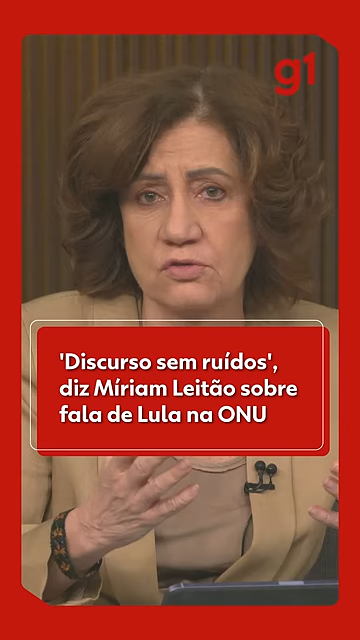 g1
'Discurso sem ruídos',
diz Míriam Leitão sobre
fala de Lula na ONU